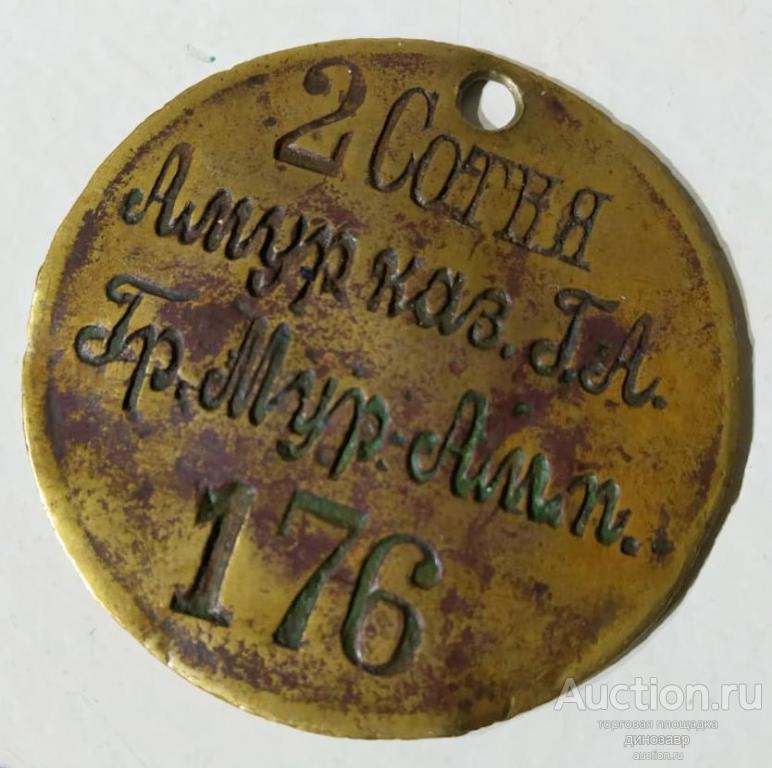 2 Сотня
Амур каз. Г.А.
Гр. Мур-Ам.п.
176
Auction.ru
торговая площадка
динозавр
auction.ru